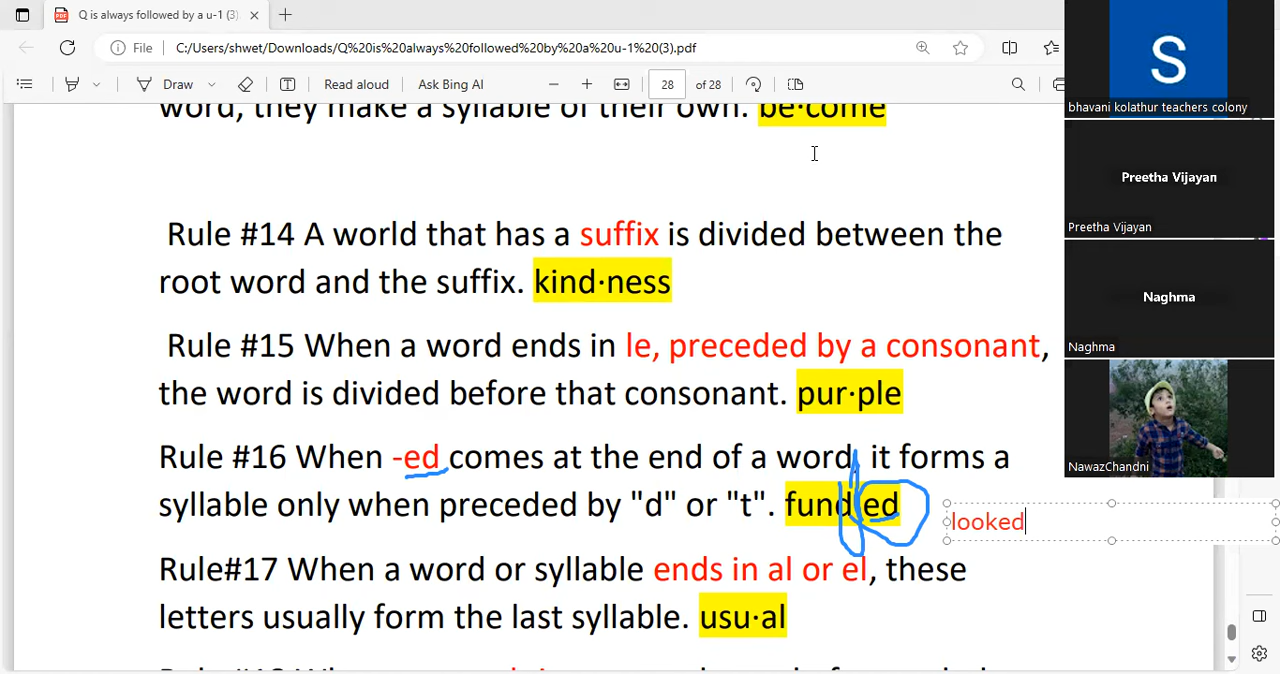 Q is always followed by a u-1 (3)
File C:/Users/shwet/Downloads/Q%20is%20always%20followed%20by%20a%20u-1%20(3).pdf
Draw Read aloud Ask Bing AI 28 of 28
word, they make a syllable of their own. be·come
Rule #14 A world that has a suffix is divided between the
root word and the suffix. kind·ness
Rule #15 When a word ends in le, preceded by a consonant,
the word is divided before that consonant. pur·ple
Rule #16 When -ed comes at the end of a word, it forms a
syllable only when preceded by "d" or "t". fund·ed
looked
Rule#17 When a word or syllable ends in al or el, these
letters usually form the last syllable. usu·al
S
bhavani kolathur teachers colony
Preetha Vijayan
Preetha Vijayan
Naghma
Naghma
NawazChandni